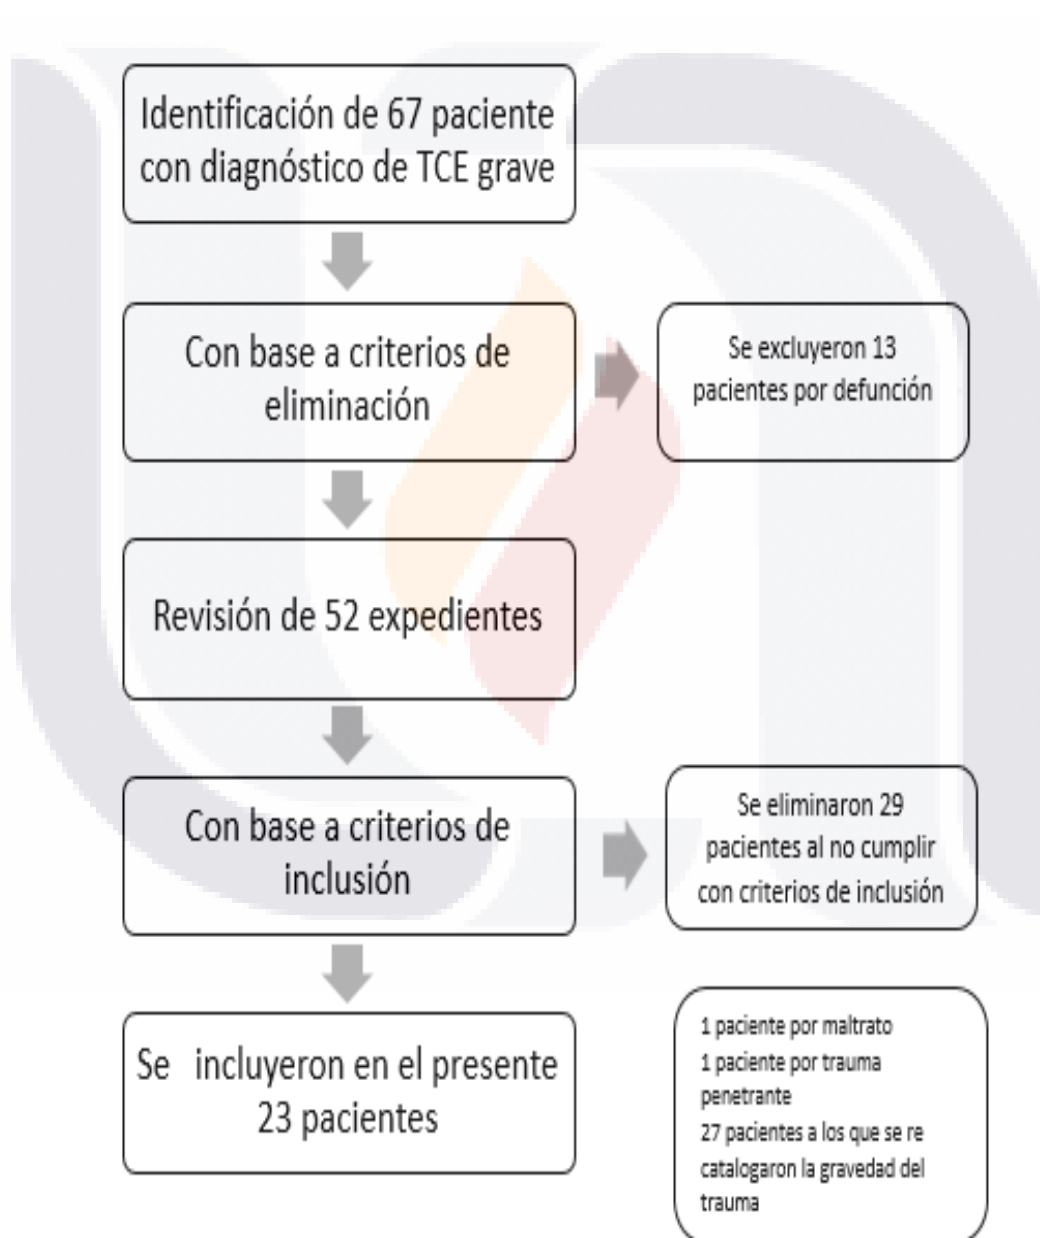 Identificación de 67 paciente
con diagnóstico de TCE grave
Con base a criterios de
eliminación
Se excluyeron 13
pacientes por defunción
Revisión de 52 expedientes
Con base a criterios de
inclusión
Se eliminaron 29
pacientes al no cumplir
con criterios de inclusión
Se incluyeron en el presente
23 pacientes
1 paciente por maltrato
1 paciente por trauma
penetrante
27 pacientes a los que se re
catalogaron la gravedad del
trauma